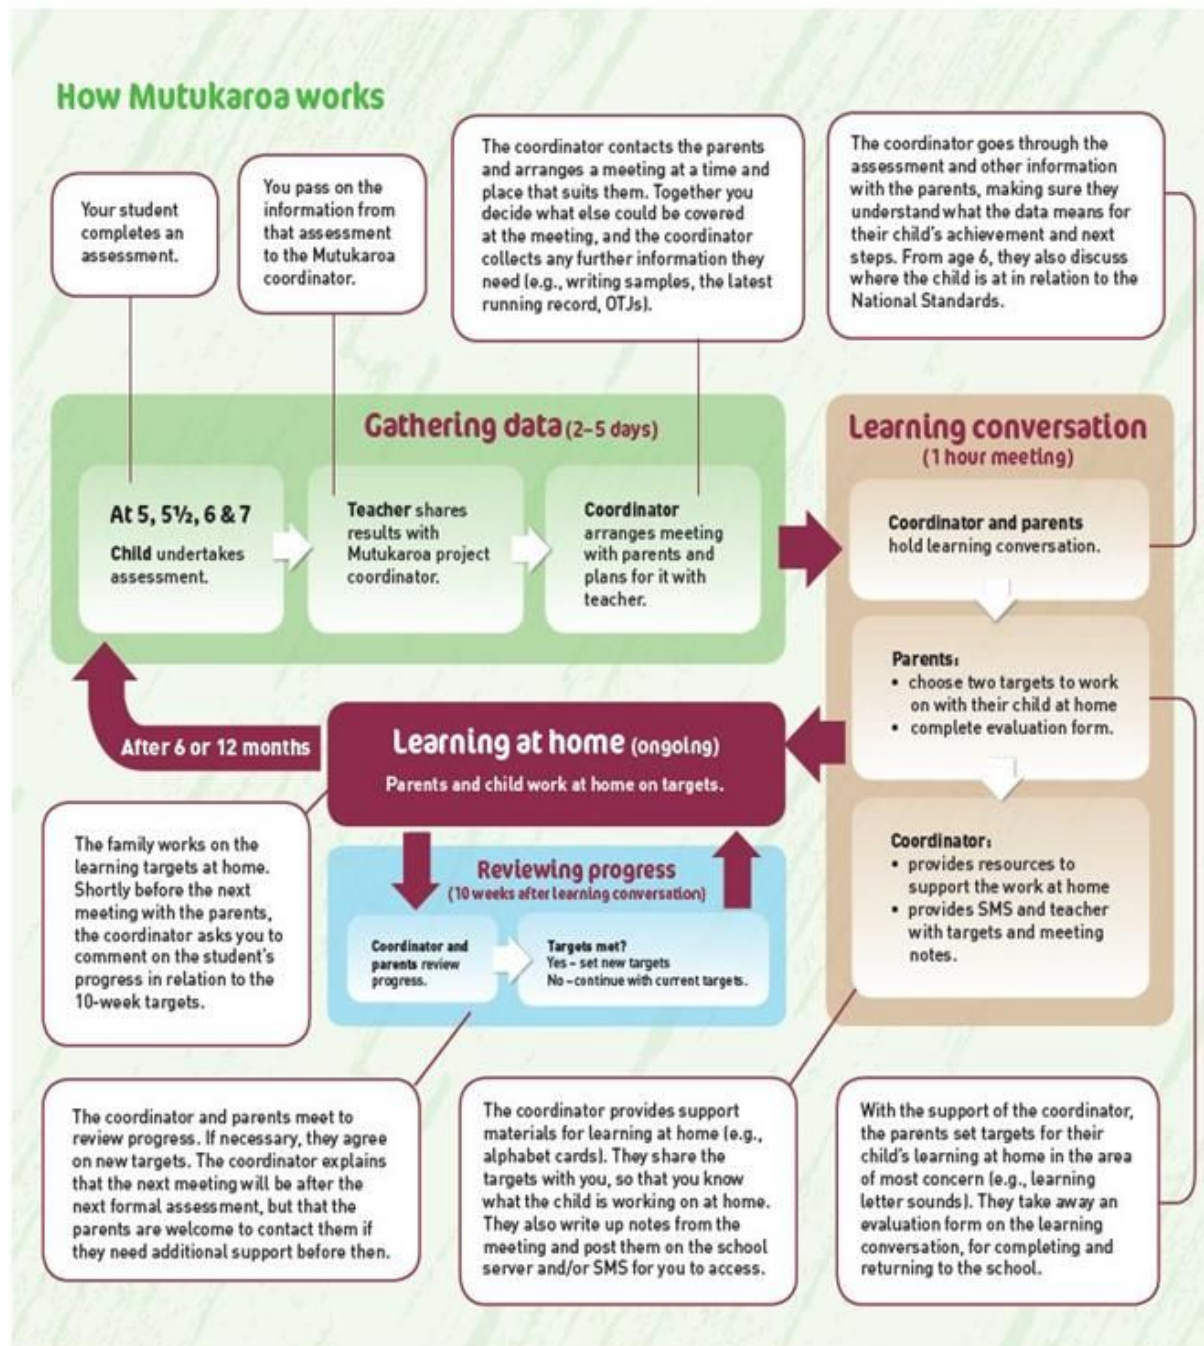 How Mutukaroa works
Your student
completes an
assessment.
You pass on the
information from
that assessment
to the Mutukaroa
coordinator.
The coordinator contacts the parents
and arranges a meeting at a time and
place that suits them. Together you
decide what else could be covered
at the meeting, and the coordinator
collects any further information they
need (e.g., writing samples, the latest
running record, OTJs).
The coordinator goes through the
assessment and other information
with the parents, making sure they
understand what the data means for
their child's achievement and next
steps. From age 6, they also discuss
where the child is at in relation to the
National Standards.
Gathering data (2–5 days)
At 5, 5½, 6 & 7
Child undertakes
assessment.
Teacher shares
results with
Mutukaroa project
coordinator.
Coordinator
arranges meeting
with parents and
plans for it with
teacher.
Learning conversation
(1 hour meeting)
Coordinator and parents
hold learning conversation.
Parents:
• choose two targets to work
on with their child at home
• complete evaluation form.
Coordinator:
• provides resources to
support the work at home
• provides SMS and teacher
with targets and meeting
notes.
Learning at home (ongoing)
Parents and child work at home on targets.
After 6 or 12 months
Reviewing progress
(10 weeks after learning conversation)
Coordinator and
parents review
progress.
Targets met?
Yes – set new targets
No – continue with current targets.
The family works on the
learning targets at home.
Shortly before the next
meeting with the parents,
the coordinator asks you to
comment on the student's
progress in relation to the
10-week targets.
The coordinator and parents meet to
review progress. If necessary, they agree
on new targets. The coordinator explains
that the next meeting will be after the
next formal assessment, but that the
parents are welcome to contact them if
they need additional support before then.
The coordinator provides support
materials for learning at home (e.g.,
alphabet cards). They share the
targets with you, so that you know
what the child is working on at home.
They also write up notes from the
meeting and post them on the school
server and/or SMS for you to access.
With the support of the coordinator,
the parents set targets for their
child's learning at home in the area
of most concern (e.g., learning
letter sounds). They take away an
evaluation form on the learning
conversation, for completing and
returning to the school.